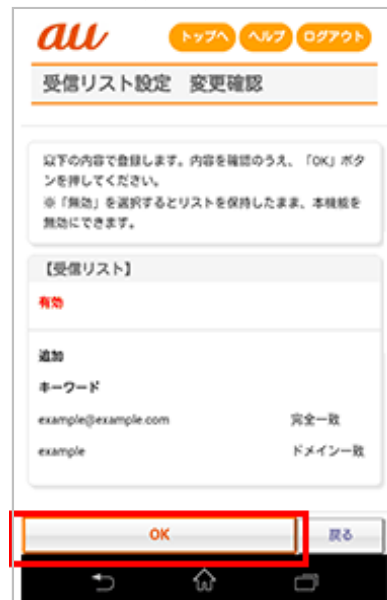 au トップへ ヘルプ ログアウト
受信リスト設定 変更確認
以下の内容で登録します。内容を確認のうえ、「OK」ボタ
ンを押してください。
※「無効」を選択するとリストを保持したまま、本機能を
無効にできます。
【受信リスト】
有効
追加
キーワード
example@example.com 完全一致
example ドメイン一致
OK 戻る